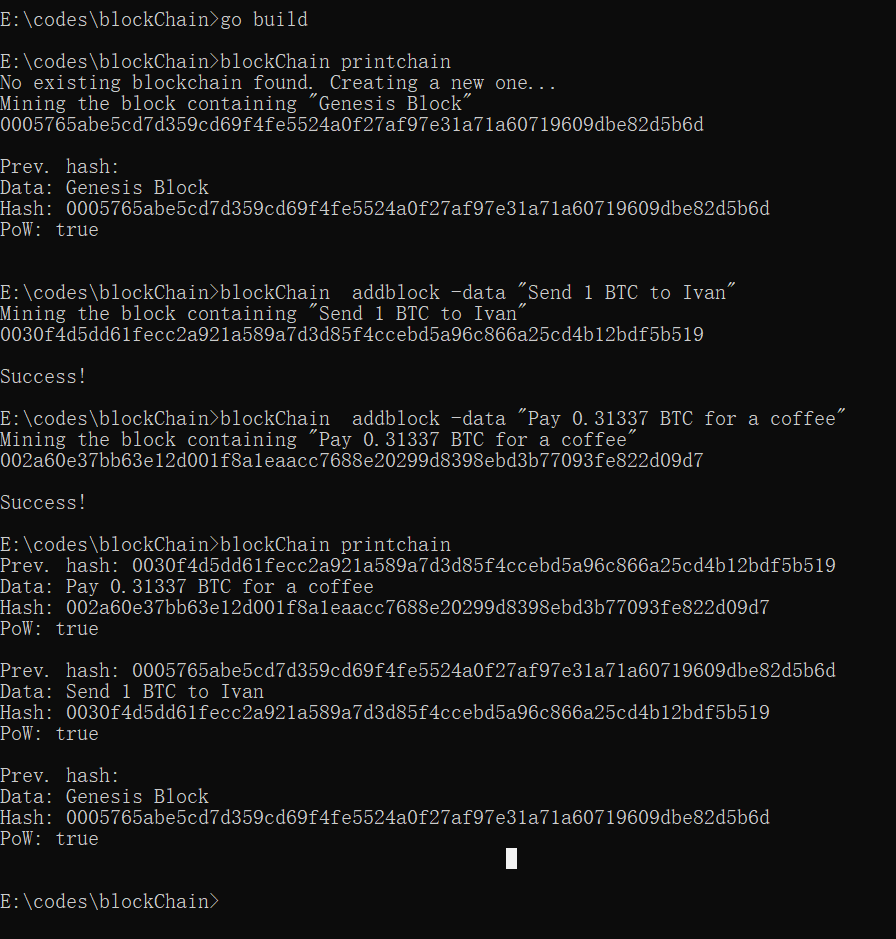 E:\codes\blockChain>go build
E:\codes\blockChain>blockChain printchain
No existing blockchain found. Creating a new one...
Mining the block containing "Genesis Block"
0005765abe5cd7d359cd69f4fe5524a0f27af97e31a71a60719609dbe82d5b6d
Prev. hash:
Data: Genesis Block
Hash: 0005765abe5cd7d359cd69f4fe5524a0f27af97e31a71a60719609dbe82d5b6d
PoW: true
E:\codes\blockChain>blockChain  addblock -data "Send 1 BTC to Ivan"
Mining the block containing "Send 1 BTC to Ivan"
0030f4d5dd61fecc2a921a589a7d3d85f4ccebd5a96c866a25cd4b12bdf5b519
Success!
E:\codes\blockChain>blockChain  addblock -data "Pay 0.31337 BTC for a coffee"
Mining the block containing "Pay 0.31337 BTC for a coffee"
002a60e37bb63e12d001f8a1eaacc7688e20299d8398ebd3b77093fe822d09d7
Success!
E:\codes\blockChain>blockChain printchain
Prev. hash: 0030f4d5dd61fecc2a921a589a7d3d85f4ccebd5a96c866a25cd4b12bdf5b519
Data: Pay 0.31337 BTC for a coffee
Hash: 002a60e37bb63e12d001f8a1eaacc7688e20299d8398ebd3b77093fe822d09d7
PoW: true
Prev. hash: 0005765abe5cd7d359cd69f4fe5524a0f27af97e31a71a60719609dbe82d5b6d
Data: Send 1 BTC to Ivan
Hash: 0030f4d5dd61fecc2a921a589a7d3d85f4ccebd5a96c866a25cd4b12bdf5b519
PoW: true
Prev. hash:
Data: Genesis Block
Hash: 0005765abe5cd7d359cd69f4fe5524a0f27af97e31a71a60719609dbe82d5b6d
PoW: true
E:\codes\blockChain>